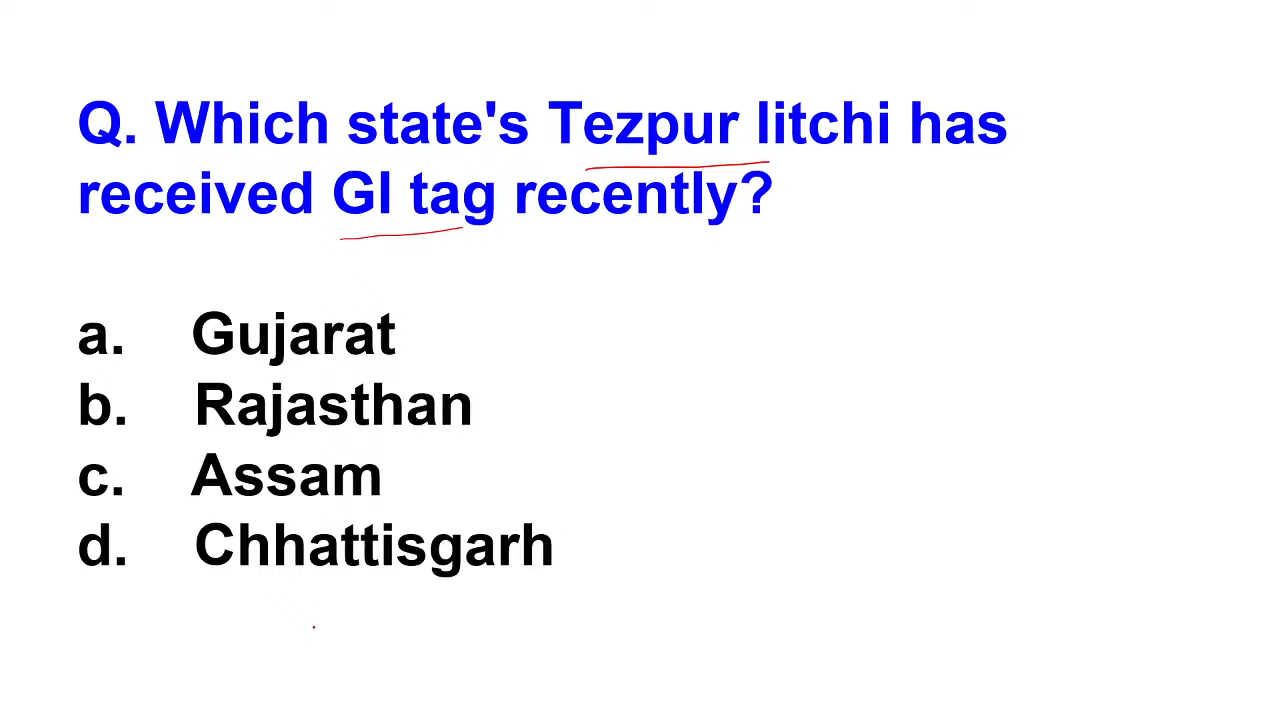 Q. Which state's Tezpur litchi has
received GI tag recently?
a. Gujarat
b. Rajasthan
c. Assam
d. Chhattisgarh